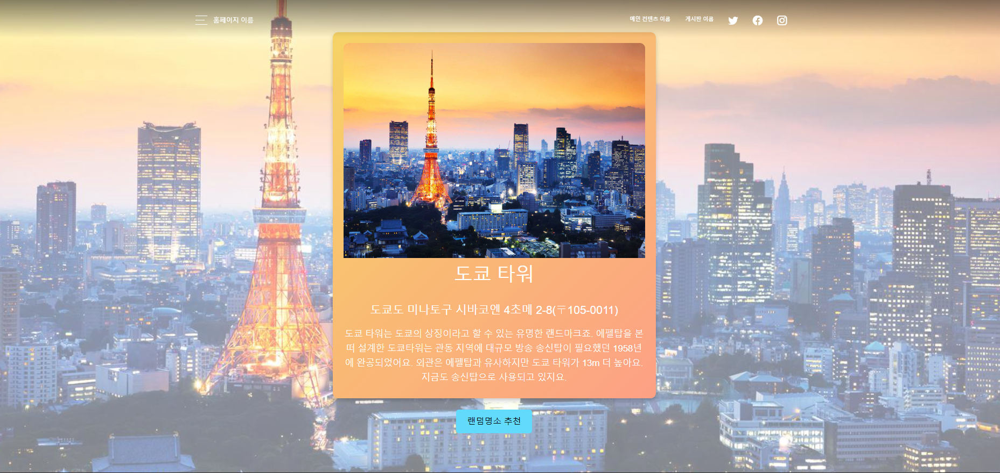 홈페이지 이름
메인 컨텐츠 이름 게시판 이름
도쿄 타워
도쿄도 미나토구 시바코엔 4초메 2-8(〒105-0011)
도쿄 타워는 도쿄의 상징이라고 할 수 있는 유명한 랜드마크죠. 에펠탑을 본
떠 설계한 도쿄타워는 관동 지역에 대규모 방송 송신탑이 필요했던 1958년
에 완공되었어요. 외관은 에펠탑과 유사하지만 도쿄 타워가 13m 더 높아요.
지금도 송신탑으로 사용되고 있지요.
랜덤명소 추천